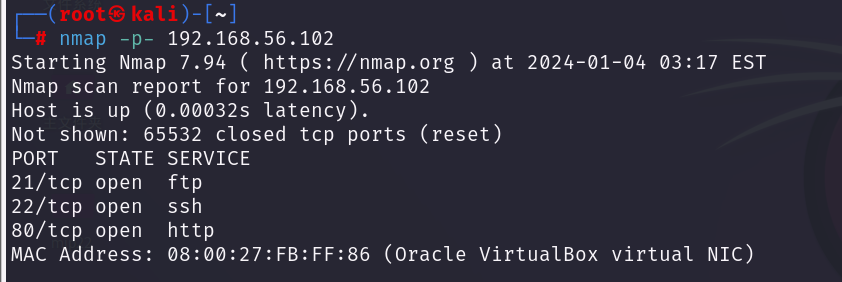 ┌──(root㉿kali)-[~]
└─# nmap -p- 192.168.56.102
Starting Nmap 7.94 ( https://nmap.org ) at 2024-01-04 03:17 EST
Nmap scan report for 192.168.56.102
Host is up (0.00032s latency).
Not shown: 65532 closed tcp ports (reset)
PORT   STATE SERVICE
21/tcp open  ftp
22/tcp open  ssh
80/tcp open  http
MAC Address: 08:00:27:FB:FF:86 (Oracle VirtualBox virtual NIC)